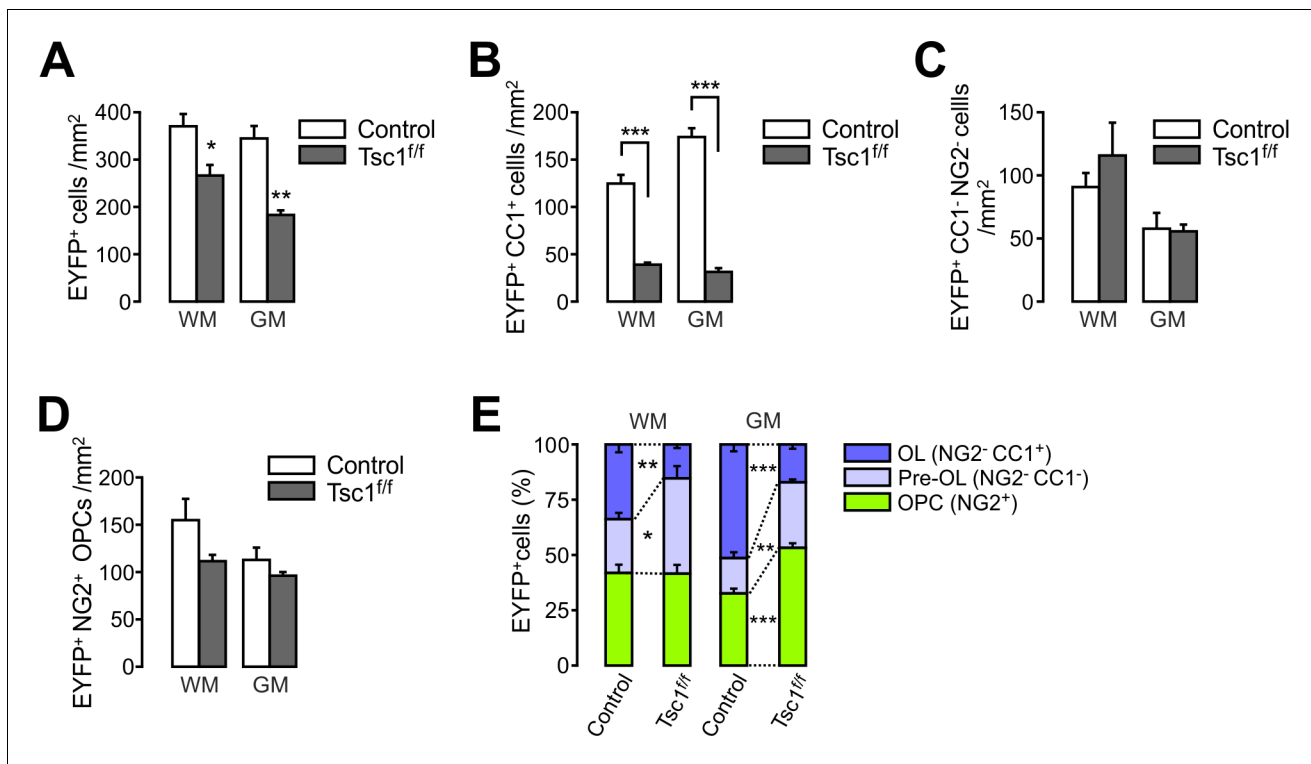 A
EYFP⁺ cells /mm²
400
300
200
100
0
*
**
WM
GM
Control
Tsc1f/f
B
EYFP⁺ CC1⁺ cellls /mm²
200
150
100
50
0
***
***
WM
GM
Control
Tsc1f/f
C
EYFP⁺ CC1⁻ NG2⁻ cellls
/mm²
150
100
50
0
WM
GM
Control
Tsc1f/f
D
EYFP⁺ NG2⁺ OPCs /mm²
200
150
100
50
0
WM
GM
Control
Tsc1f/f
E
EYFP⁺cells (%)
100
75
50
25
0
WM
GM
**
*
***
**
***
Control
Tsc1f/f
Control
Tsc1f/f
OL (NG2⁻ CC1⁺)
Pre-OL (NG2⁻ CC1⁻)
OPC (NG2⁺)